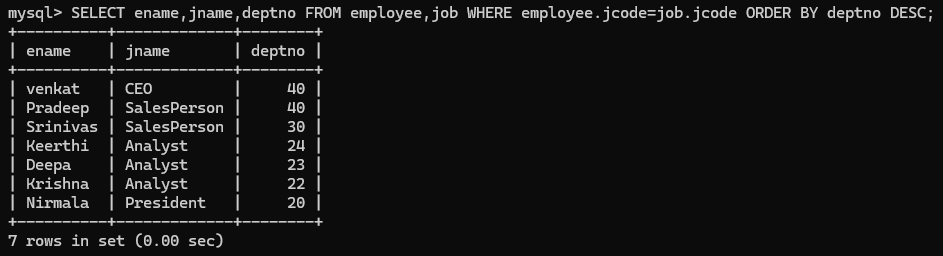 mysql> SELECT ename,jname,deptno FROM employee,job WHERE employee.jcode=job.jcode ORDER BY deptno DESC;
+----------+-------------+--------+
| ename    | jname       | deptno |
+----------+-------------+--------+
| venkat   | CEO         |     40 |
| Pradeep  | SalesPerson |     40 |
| Srinivas | SalesPerson |     30 |
| Keerthi  | Analyst     |     24 |
| Deepa    | Analyst     |     23 |
| Krishna  | Analyst     |     22 |
| Nirmala  | President   |     20 |
+----------+-------------+--------+
7 rows in set (0.00 sec)